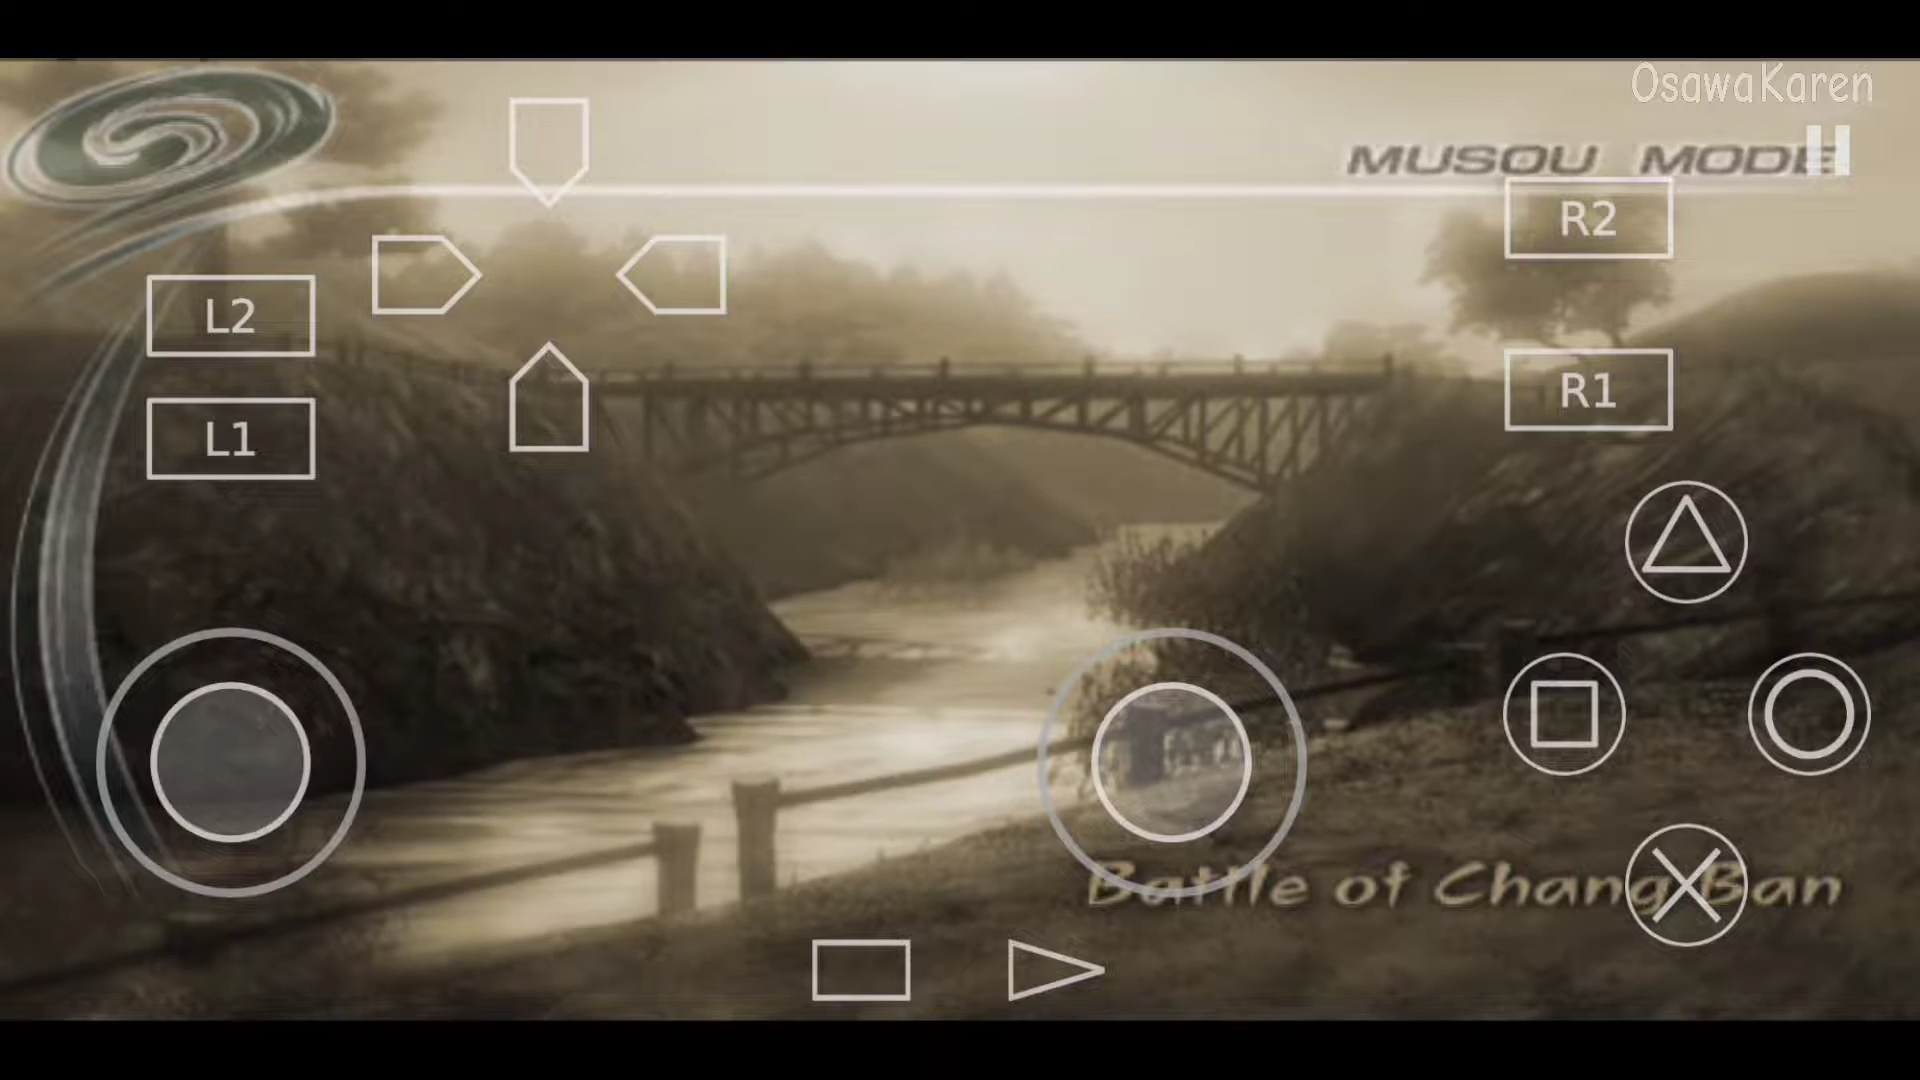 OsawaKaren
MUSOU MODE
R2
L2
R1
L1
Battle of Chang Ban